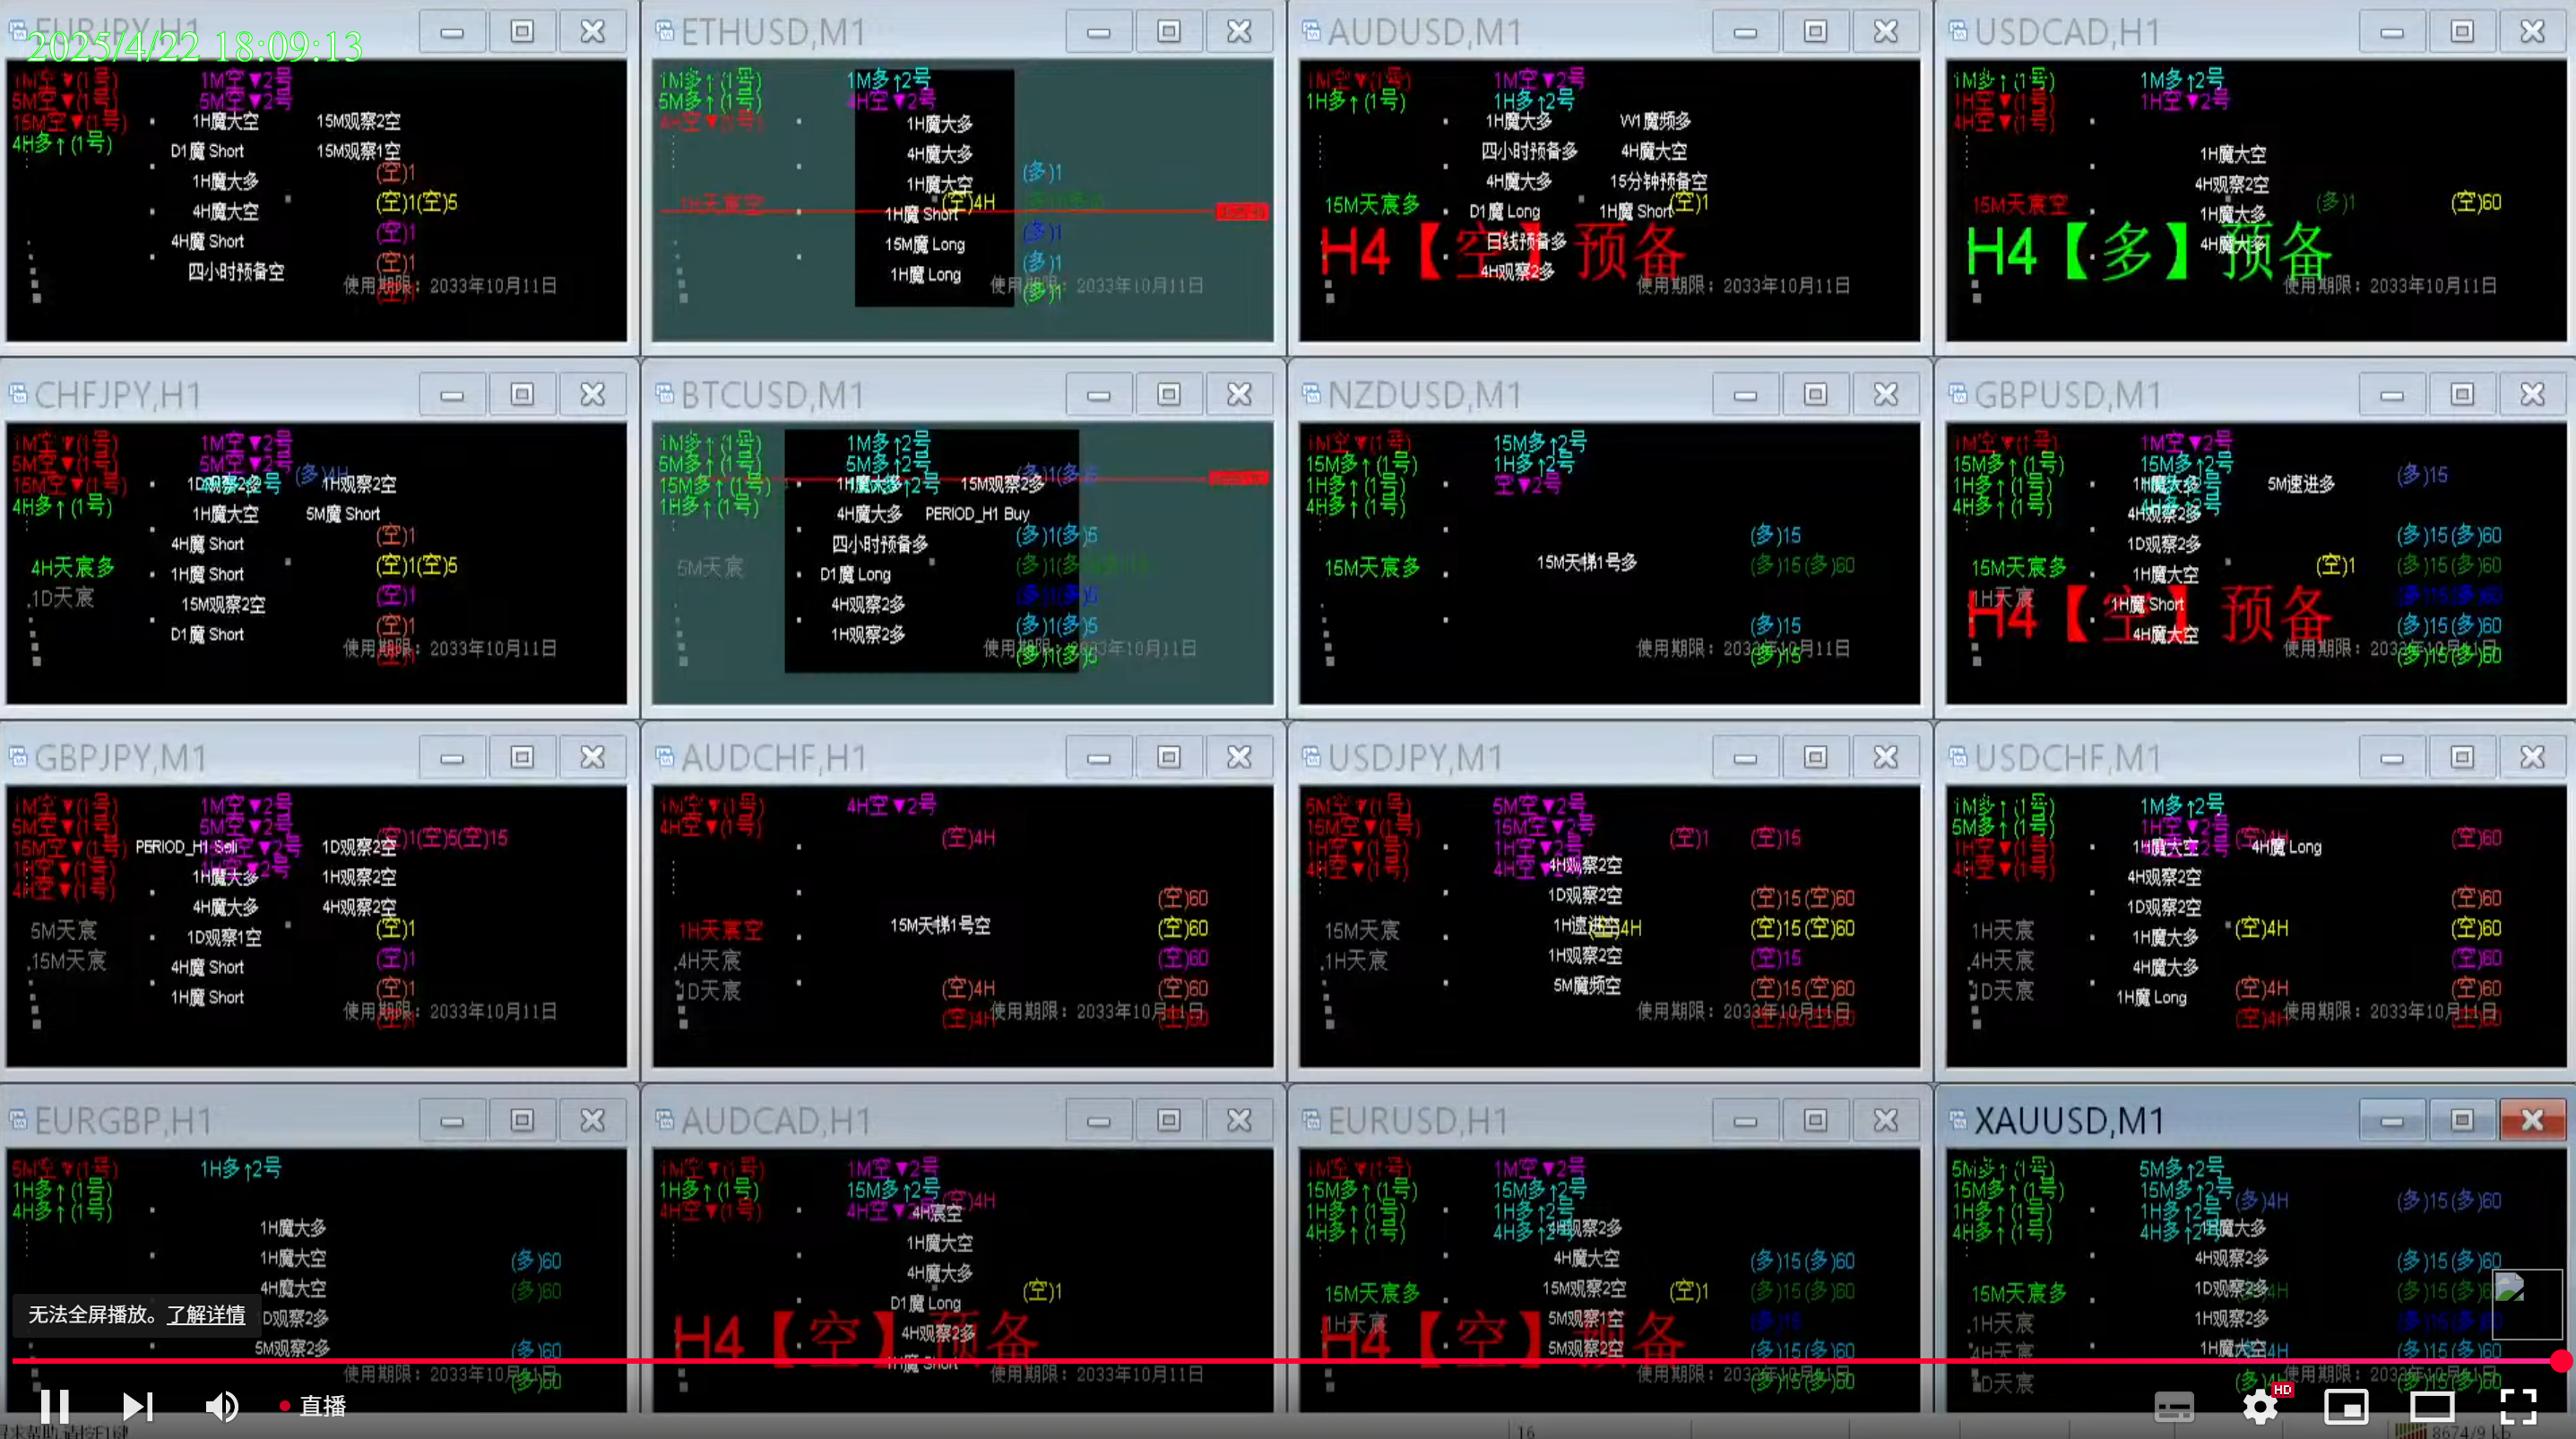 2025/4/22 18:09:13
EURJPY,H1
1M空▼(1号)
1M空▼2号
5M空▼(1号)
5M空▼2号
15M空▼(1号)
1H魔大空
15M观察2空
4H多↑(1号)
D1魔 Short
15M观察1空
(空)1
1H魔大多
(空)1(空)5
4H魔大空
(空)1
4H魔 Short
(空)1
四小时预备空
使用期限：2033年10月11日
ETHUSD,M1
1M多↑(1号)
1M多↑2号
5M多↑(1号)
4H空▼2号
4H空▼(1号)
1H魔大多
4H魔大多
(多)1
1H魔大空
1H天宸空
(空)4H
1H魔 Short
15M魔 Long
(多)1
(多)1
1H魔 Long
使用期限：2033年10月11日
(多)1
AUDUSD,M1
1M空▼(1号)
1M空▼2号
1H多↑(1号)
1H多↑2号
1H魔大多
W1魔频多
四小时预备多
4H魔大空
4H魔大多
15分钟预备空
15M天宸多
(空)1
D1魔 Long
1H魔 Short
日线预备多
H4【空】预备
4H观察2多
使用期限：2033年10月11日
USDCAD,H1
1M多↑(1号)
1M多↑2号
1H空▼(1号)
1H空▼2号
4H空▼(1号)
1H魔大空
4H观察2空
15M天宸空
(多)1
(空)60
1H魔大多
4H魔大多
H4【多】预备
使用期限：2033年10月11日
CHFJPY,H1
1M空▼(1号)
1M空▼2号
5M空▼(1号)
5M空▼2号
(多)4H
15M空▼(1号)
1D观察2多
1H观察2空
4H多↑(1号)
1H魔大空
5M魔 Short
(空)1
4H魔 Short
4H天宸多
(空)1(空)5
1H魔 Short
1D天宸
(空)1
15M观察2空
(空)1
D1魔 Short
使用期限：2033年10月11日
BTCUSD,M1
1M多↑(1号)
1M多↑2号
5M多↑(1号)
5M多↑2号
(多)1(多)5
15M多↑(1号)
1H魔大多
15M观察2多
1H多↑(1号)
4H魔大多
PERIOD_H1 Buy
(多)1(多)5
四小时预备多
5M天宸
D1魔 Long
(多)1(多)5
4H观察2多
(多)1(多)5
1H观察2多
使用期限：2033年10月11日
(多)1(多)5
NZDUSD,M1
1M空▼(1号)
15M多↑2号
15M多↑(1号)
1H多↑2号
1H多↑(1号)
空▼2号
4H多↑(1号)
(多)15
15M天宸多
15M天梯1号多
(多)15(多)60
(多)15
使用期限：2033年10月11日
(多)15
GBPUSD,M1
1M空▼(1号)
1M空▼2号
15M多↑(1号)
15M多↑2号
(多)15
1H多↑(1号)
1H魔大多
5M速进多
4H多↑(1号)
4H观察2多
(多)15(多)60
1D观察2多
15M天宸多
(空)1
(多)15(多)60
1H魔大空
1H天宸
(多)15(多)60
1H魔 Short
H4【空】预备
(多)15(多)60
4H魔大空
使用期限：2033年10月11日
(多)15(多)60
GBPJPY,M1
1M空▼(1号)
1M空▼2号
5M空▼(1号)
5M空▼2号
(空)1(空)5(空)15
15M空▼(1号)
PERIOD_H1 Sell
1D观察2空
1H空▼(1号)
1H空▼2号
1H魔大多
1H观察2空
4H空▼(1号)
4H魔大多
4H观察2空
5M天宸
(空)1
1D观察1空
15M天宸
(空)1
4H魔 Short
(空)1
1H魔 Short
使用期限：2033年10月11日
AUDCHF,H1
1M空▼(1号)
4H空▼2号
4H空▼(1号)
(空)4H
(空)60
1H天宸空
15M天梯1号空
(空)60
4H天宸
(空)60
1D天宸
(空)4H
(空)60
使用期限：2033年10月11日
(空)4H
(空)60
USDJPY,M1
5M空▼(1号)
5M空▼2号
15M空▼(1号)
15M空▼2号
(空)1
(空)15
1H空▼(1号)
1H空▼2号
4H空▼(1号)
4H空▼2号
4H观察2空
1D观察2空
(空)15(空)60
15M天宸
1H速进空
(空)4H
(空)15(空)60
1H天宸
1H观察2空
(空)15
5M魔频空
(空)15(空)60
使用期限：2033年10月11日
(空)15(空)60
USDCHF,M1
1M多↑(1号)
1M多↑2号
5M多↑(1号)
1H空▼2号
(空)4H
(空)60
1H空▼(1号)
1H魔大空
4H魔 Long
4H空▼(1号)
4H观察2空
1D观察2空
(空)60
1H天宸
1H魔大多
(空)4H
(空)60
4H天宸
4H魔大多
(空)60
1D天宸
1H魔 Long
(空)4H
(空)60
使用期限：2033年10月11日
(空)4H
(空)60
EURGBP,H1
5M空▼(1号)
1H多↑2号
1H多↑(1号)
4H多↑(1号)
1H魔大多
1H魔大空
(多)60
4H魔大空
(多)60
1D观察2多
5M观察2多
(多)60
使用期限：2033年10月11日
(多)60
AUDCAD,H1
1M空▼(1号)
1M空▼2号
1H多↑(1号)
15M多↑2号
(空)4H
4H空▼(1号)
4H空▼2号
4H宸空
1H魔大空
4H魔大多
(空)1
D1魔 Long
4H观察2多
H4【空】预备
1H魔 Short
使用期限：2033年10月11日
EURUSD,H1
1M空▼(1号)
1M空▼2号
15M多↑(1号)
15M多↑2号
1H多↑(1号)
1H多↑2号
4H多↑(1号)
4H多↑2号
4H观察2多
4H魔大空
(多)15(多)60
15M天宸多
15M观察2空
(空)1
(多)15(多)60
1H天宸
5M观察1空
(多)15
H4【空】预备
5M观察2空
(多)15(多)60
使用期限：2033年10月11日
(多)15(多)60
XAUUSD,M1
5M多↑(1号)
5M多↑2号
15M多↑(1号)
15M多↑2号
(多)4H
(多)15(多)60
1H多↑(1号)
1H多↑2号
4H多↑(1号)
4H多↑2号
1H魔大多
4H观察2多
(多)15(多)60
15M天宸多
1D观察2多
1H天宸
1H观察2多
4H天宸
1H魔大空
(多)15(多)60
1D天宸
使用期限：2033年10月11日
无法全屏播放。了解详情
直播
HD
16
8674/9 kb